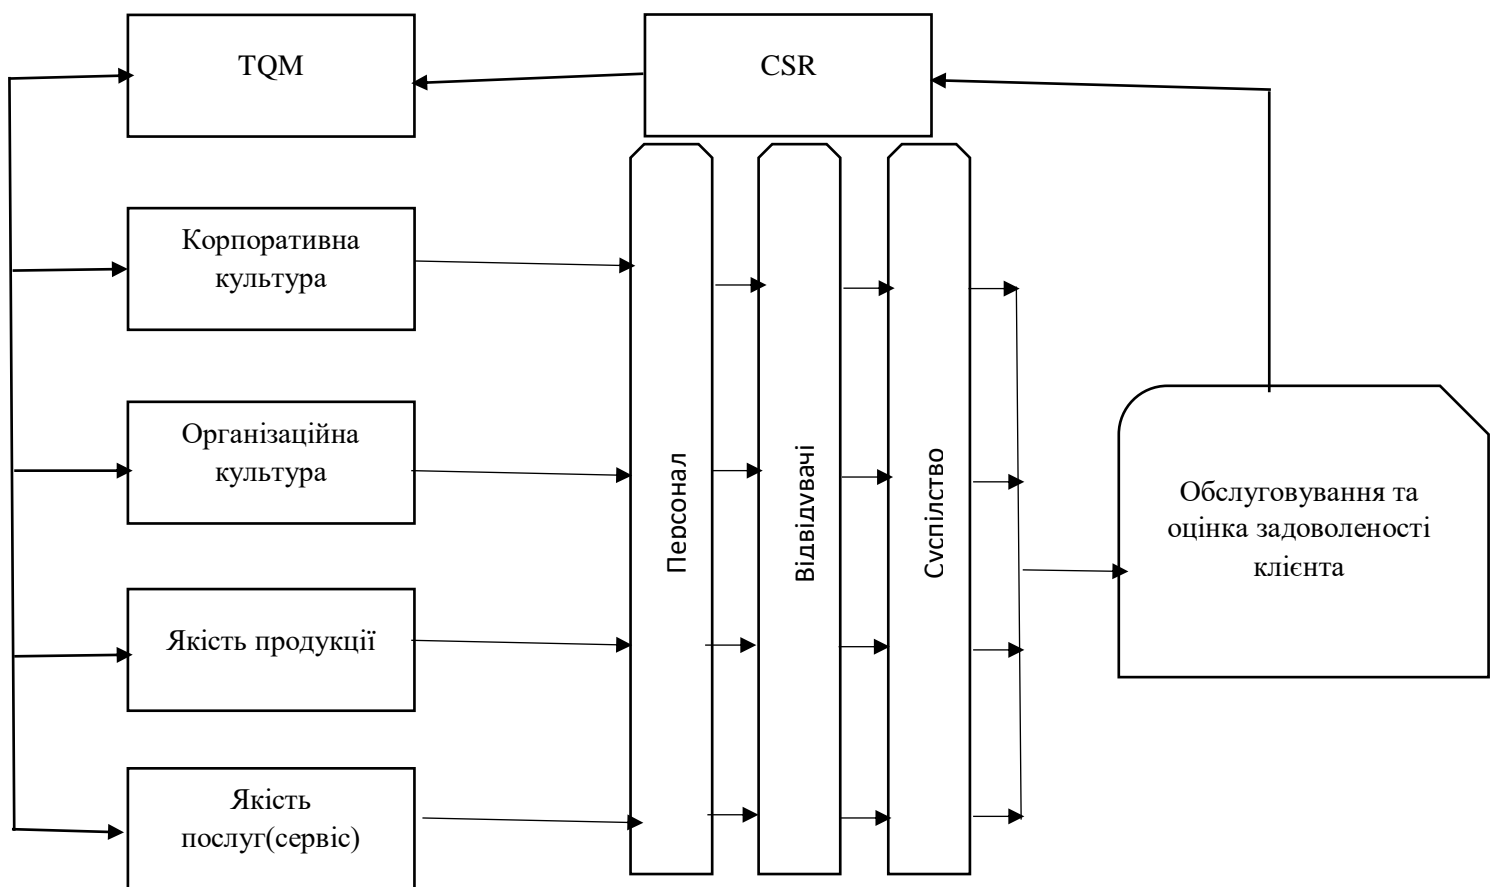 TQM
CSR
Корпоративна
культура
Організаційна
культура
Якість продукції
Якість
послуг(сервіс)
Персонал
Відвідувачі
Суспілство
Обслуговування та
оцінка задоволеності
клієнта